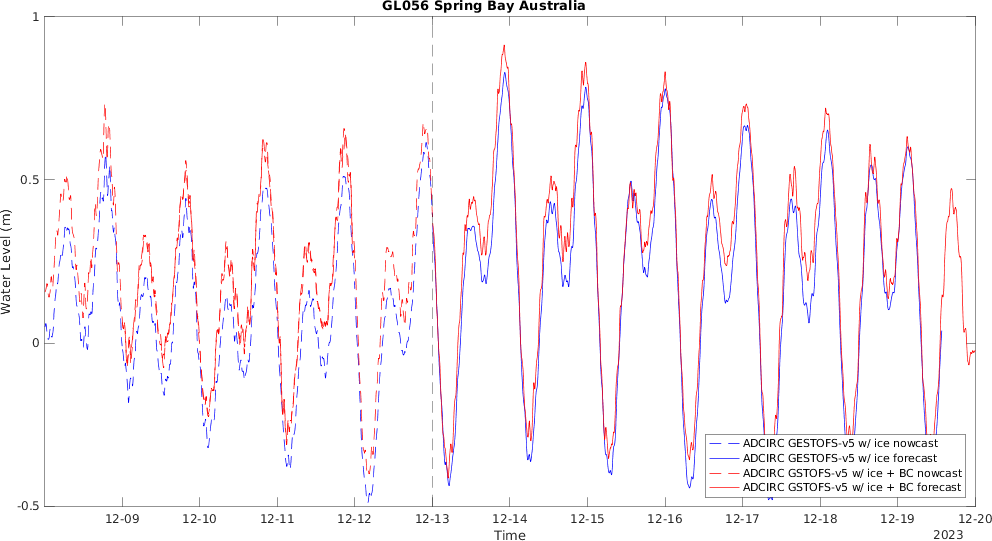 GL056 Spring Bay Australia
1
0.5
0
-0.5
Water Level (m)
12-09 12-10 12-11 12-12 12-13 12-14 12-15 12-16 12-17 12-18 12-19 12-20
Time
2023
ADCIRC GESTOFS-v5 w/ ice nowcast
ADCIRC GESTOFS-v5 w/ ice forecast
ADCIRC GSTOFS-v5 w/ ice + BC nowcast
ADCIRC GSTOFS-v5 w/ ice + BC forecast